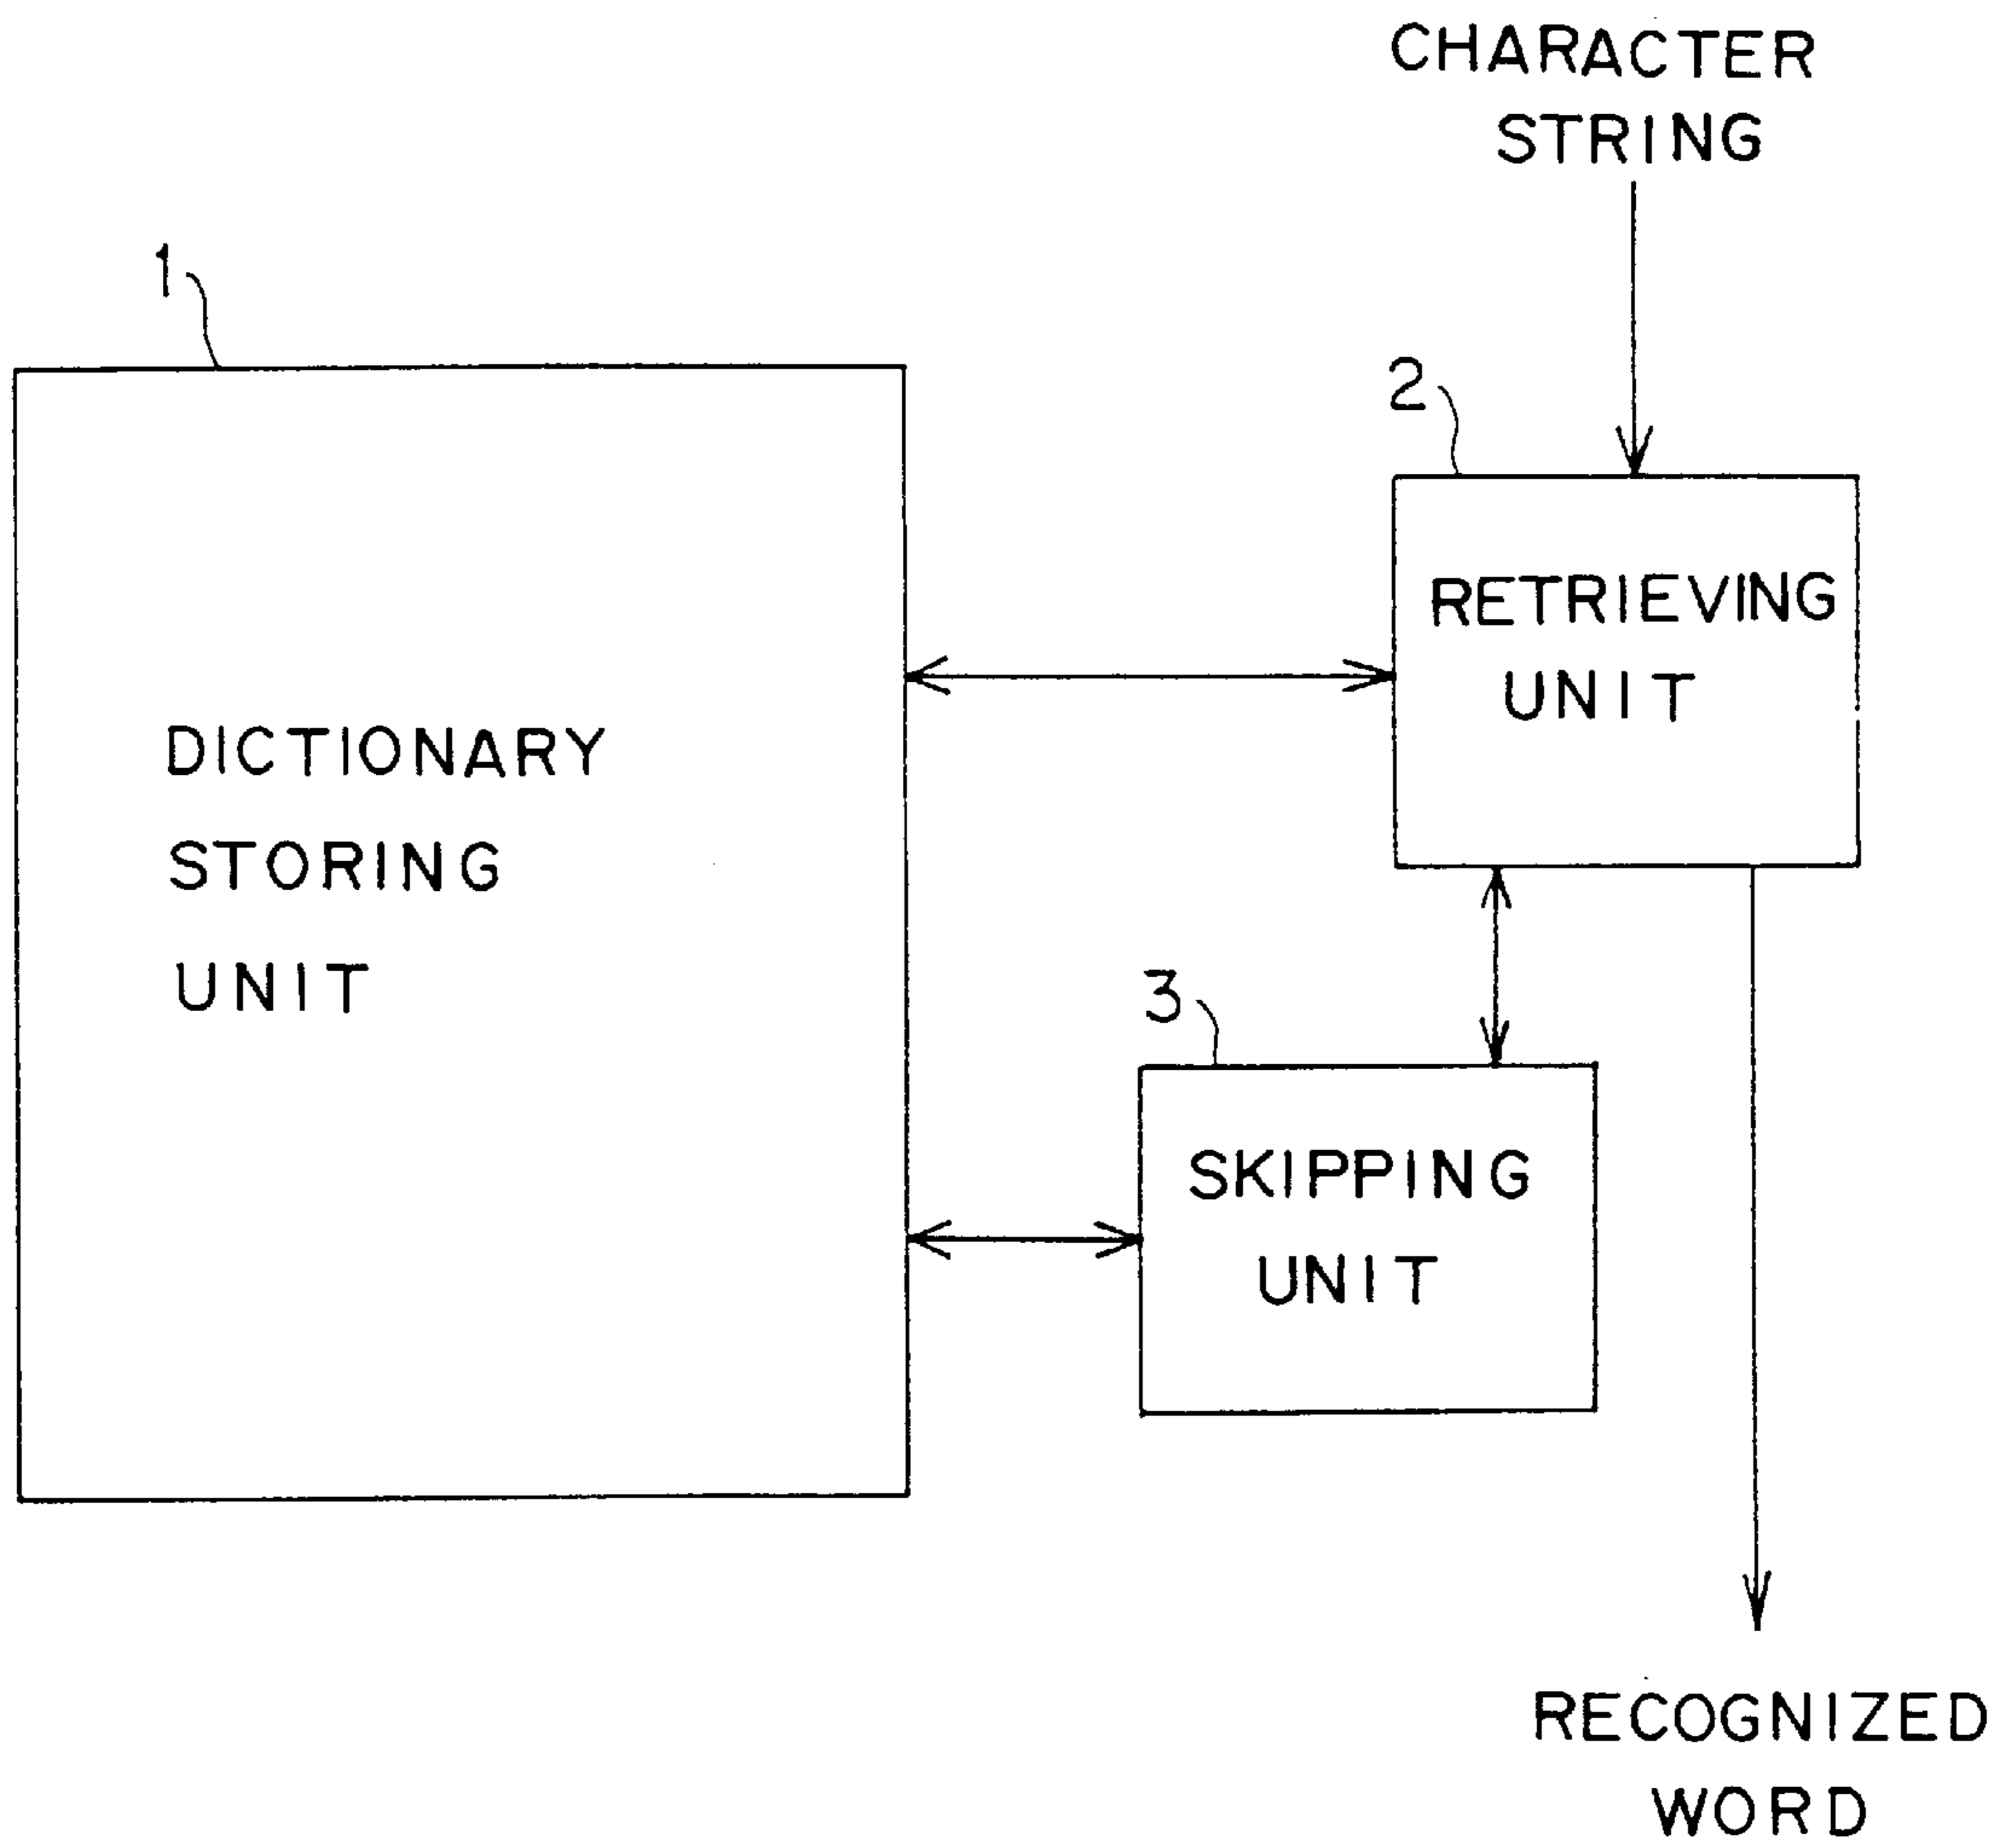 CHARACTER
STRING
1
2
RETRIEVING
UNIT
DICTIONARY
STORING
UNIT
3
SKIPPING
UNIT
RECOGNIZED
WORD